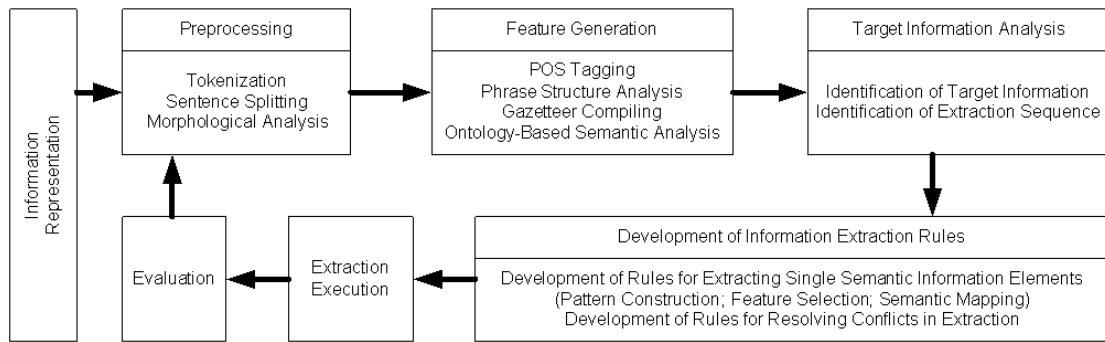 Information
Representation
Preprocessing
Tokenization
Sentence Splitting
Morphological Analysis
Feature Generation
POS Tagging
Phrase Structure Analysis
Gazetteer Compiling
Ontology-Based Semantic Analysis
Target Information Analysis
Identification of Target Information
Identification of Extraction Sequence
Development of Information Extraction Rules
Development of Rules for Extracting Single Semantic Information Elements
(Pattern Construction; Feature Selection; Semantic Mapping)
Development of Rules for Resolving Conflicts in Extraction
Extraction
Execution
Evaluation